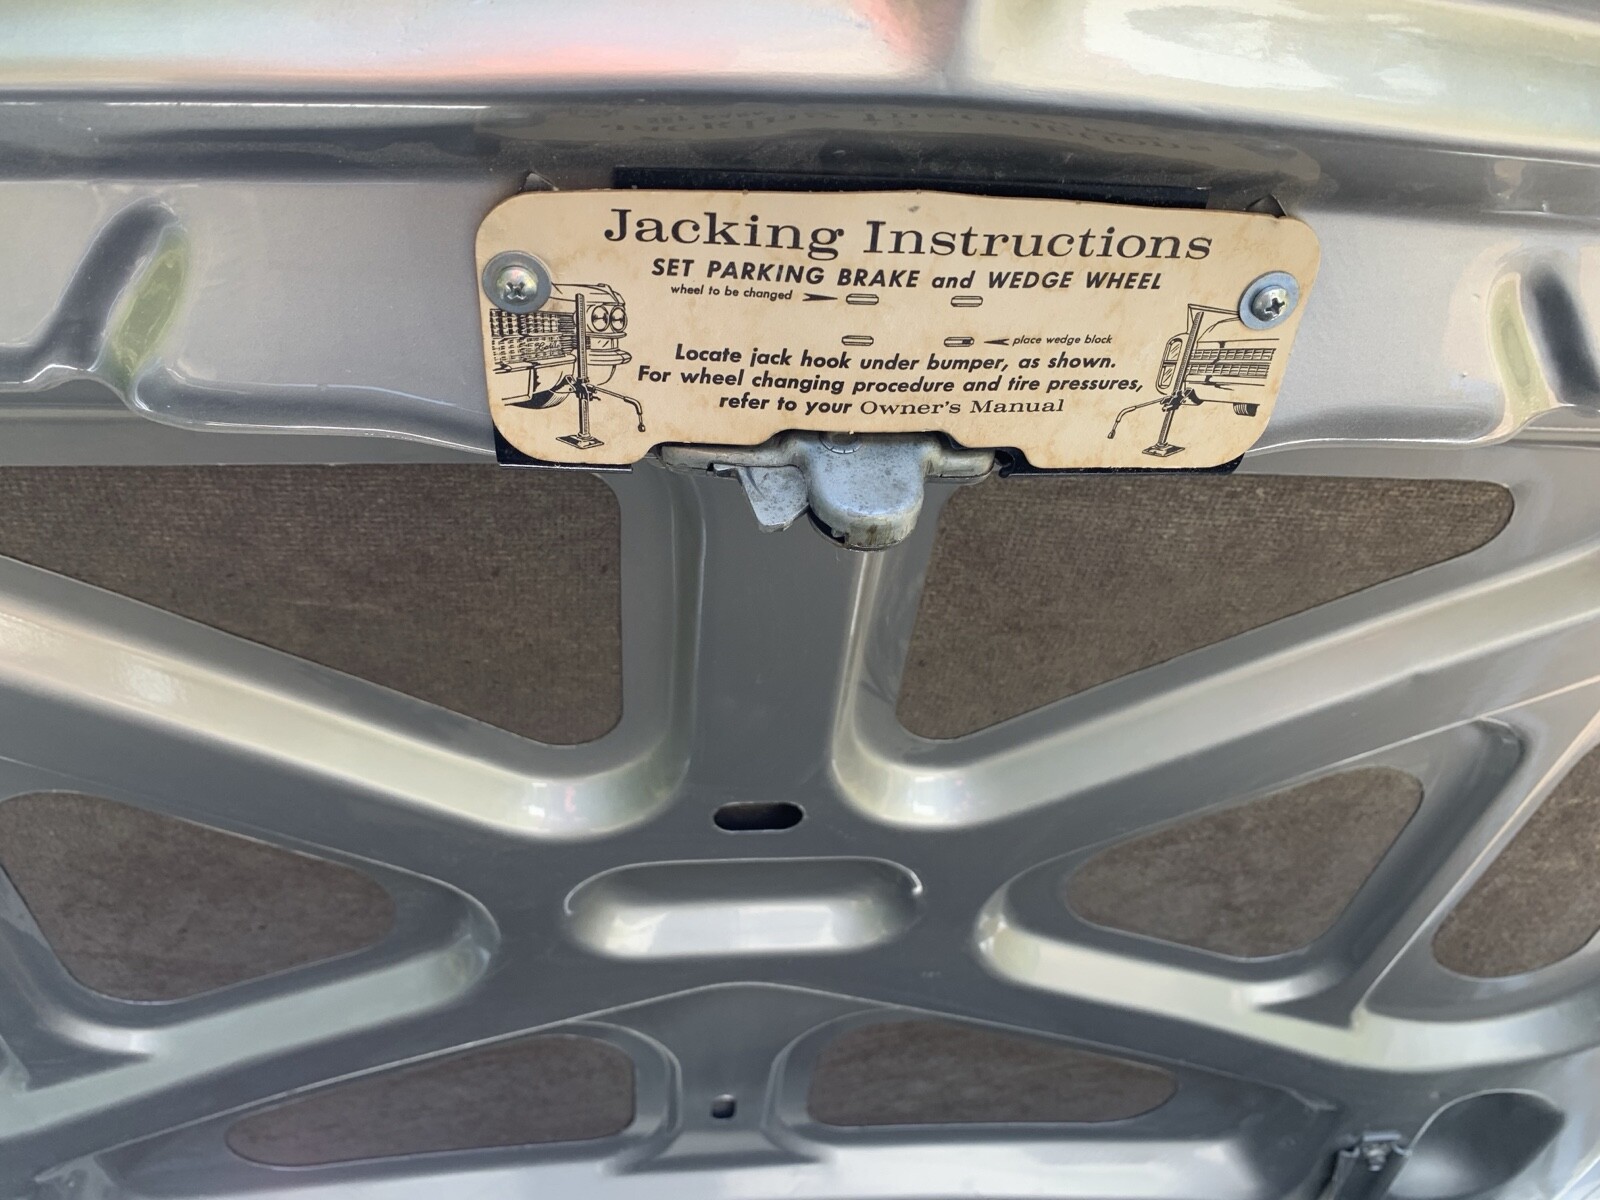 Jacking Instructions
SET PARKING BRAKE and WEDGE WHEEL
wheel to be changed
place wedge block
Locate jack hook under bumper, as shown.
For wheel changing procedure and tire pressures,
refer to your Owner's Manual